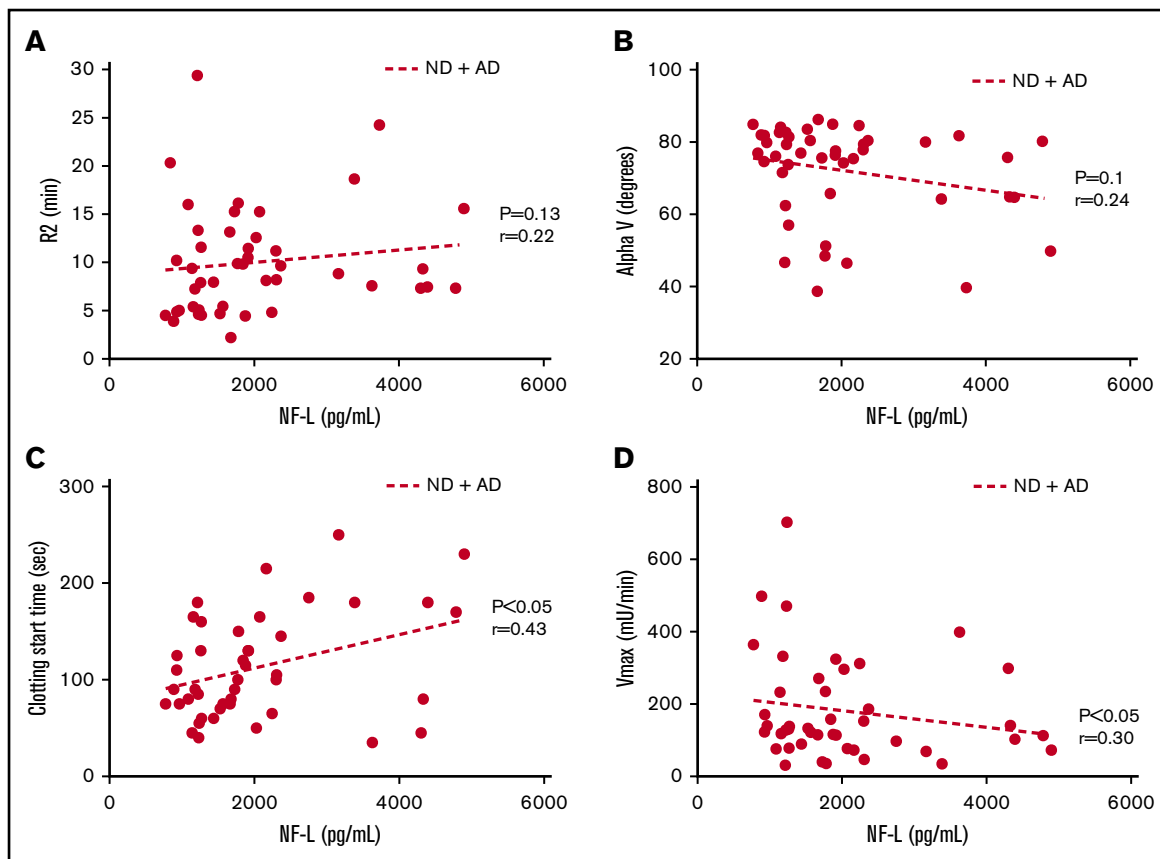 A
R2 (min)
30
25
20
15
10
5
0
ND + AD
P=0.13
r=0.22
0 2000 4000 6000
NF-L (pg/mL)
B
Alpha V (degrees)
100
80
60
40
20
ND + AD
P=0.1
r=0.24
0 2000 4000 6000
NF-L (pg/mL)
C
Clotting start time (sec)
300
200
100
0
ND + AD
P<0.05
r=0.43
0 2000 4000 6000
NF-L (pg/mL)
D
Vmax (mU/min)
800
600
400
200
0
ND + AD
P<0.05
r=0.30
0 2000 4000 6000
NF-L (pg/mL)